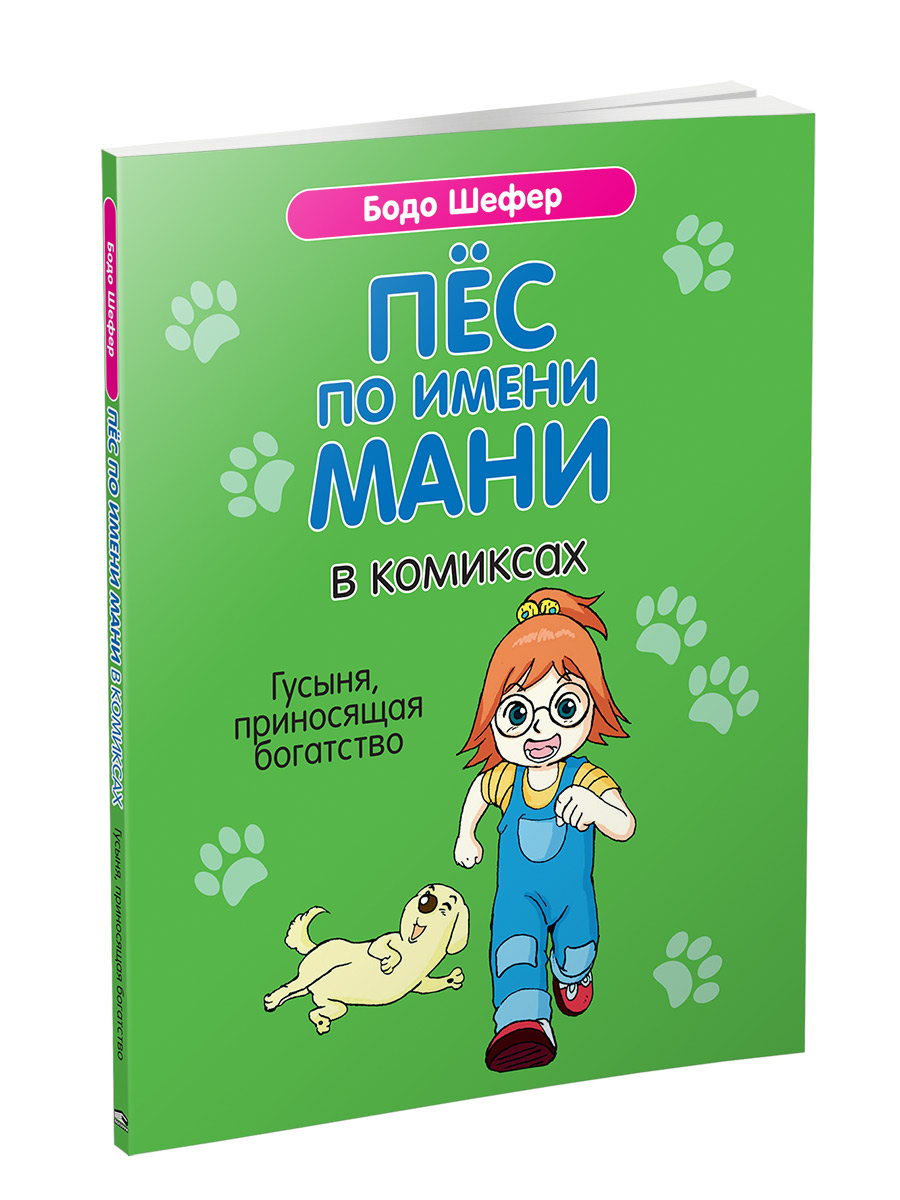 Бодо Шефер
ПЁС
ПО ИМЕНИ
МАНИ
в комиксах
Гусыня,
приносящая
богатство
Бодо Шефер
ПЁС ПО ИМЕНИ МАНИ В КОМИКСАХ
Гусыня, приносящая богатство